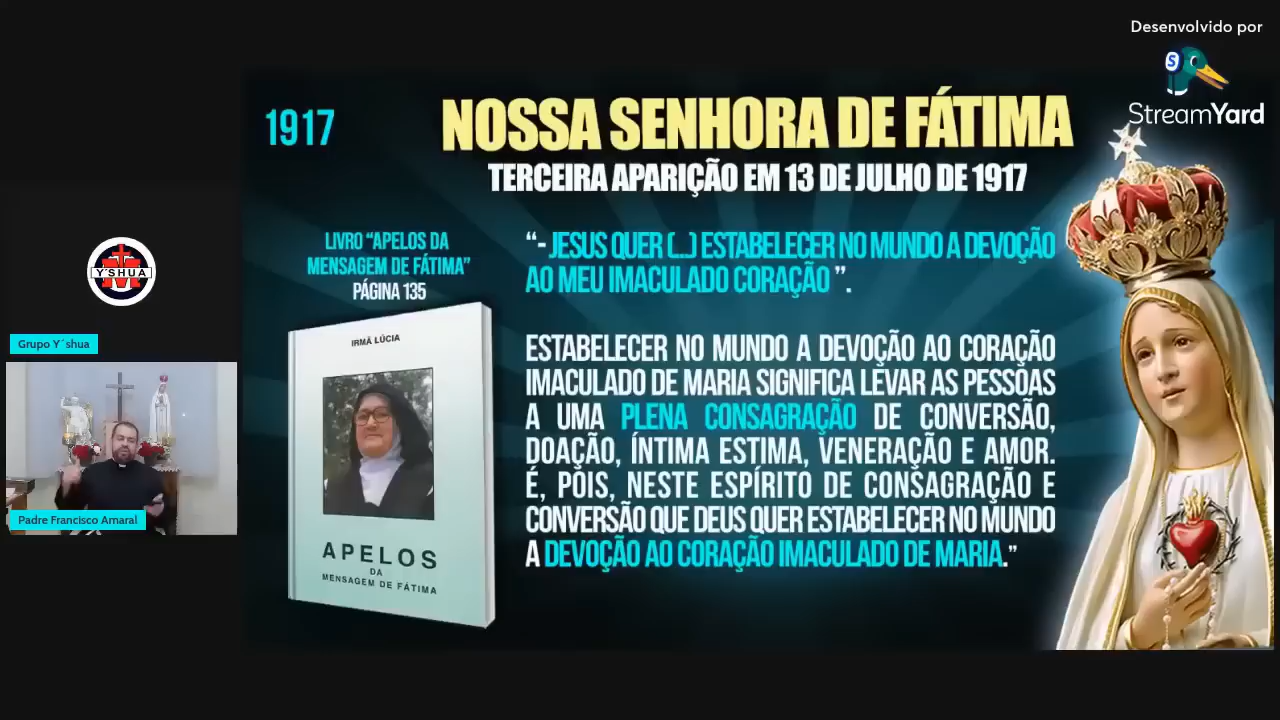 Desenvolvido por
StreamYard
1917
NOSSA SENHORA DE FÁTIMA
TERCEIRA APARIÇÃO EM 13 DE JULHO DE 1917
LIVRO “APELOS DA
MENSAGEM DE FÁTIMA”
PÁGINA 135
IRMÃ LÚCIA
APELOS
DA
MENSAGEM DE FÁTIMA
“- JESUS QUER (...) ESTABELECER NO MUNDO A DEVOÇÃO
AO MEU IMACULADO CORAÇÃO ”.
ESTABELECER NO MUNDO A DEVOÇÃO AO CORAÇÃO
IMACULADO DE MARIA SIGNIFICA LEVAR AS PESSOAS
A UMA PLENA CONSAGRAÇÃO DE CONVERSÃO,
DOAÇÃO, ÍNTIMA ESTIMA, VENERAÇÃO E AMOR.
É, POIS, NESTE ESPÍRITO DE CONSAGRAÇÃO E
CONVERSÃO QUE DEUS QUER ESTABELECER NO MUNDO
A DEVOÇÃO AO CORAÇÃO IMACULADO DE MARIA.”
Y´SHUA
Grupo Y´shua
Padre Francisco Amaral